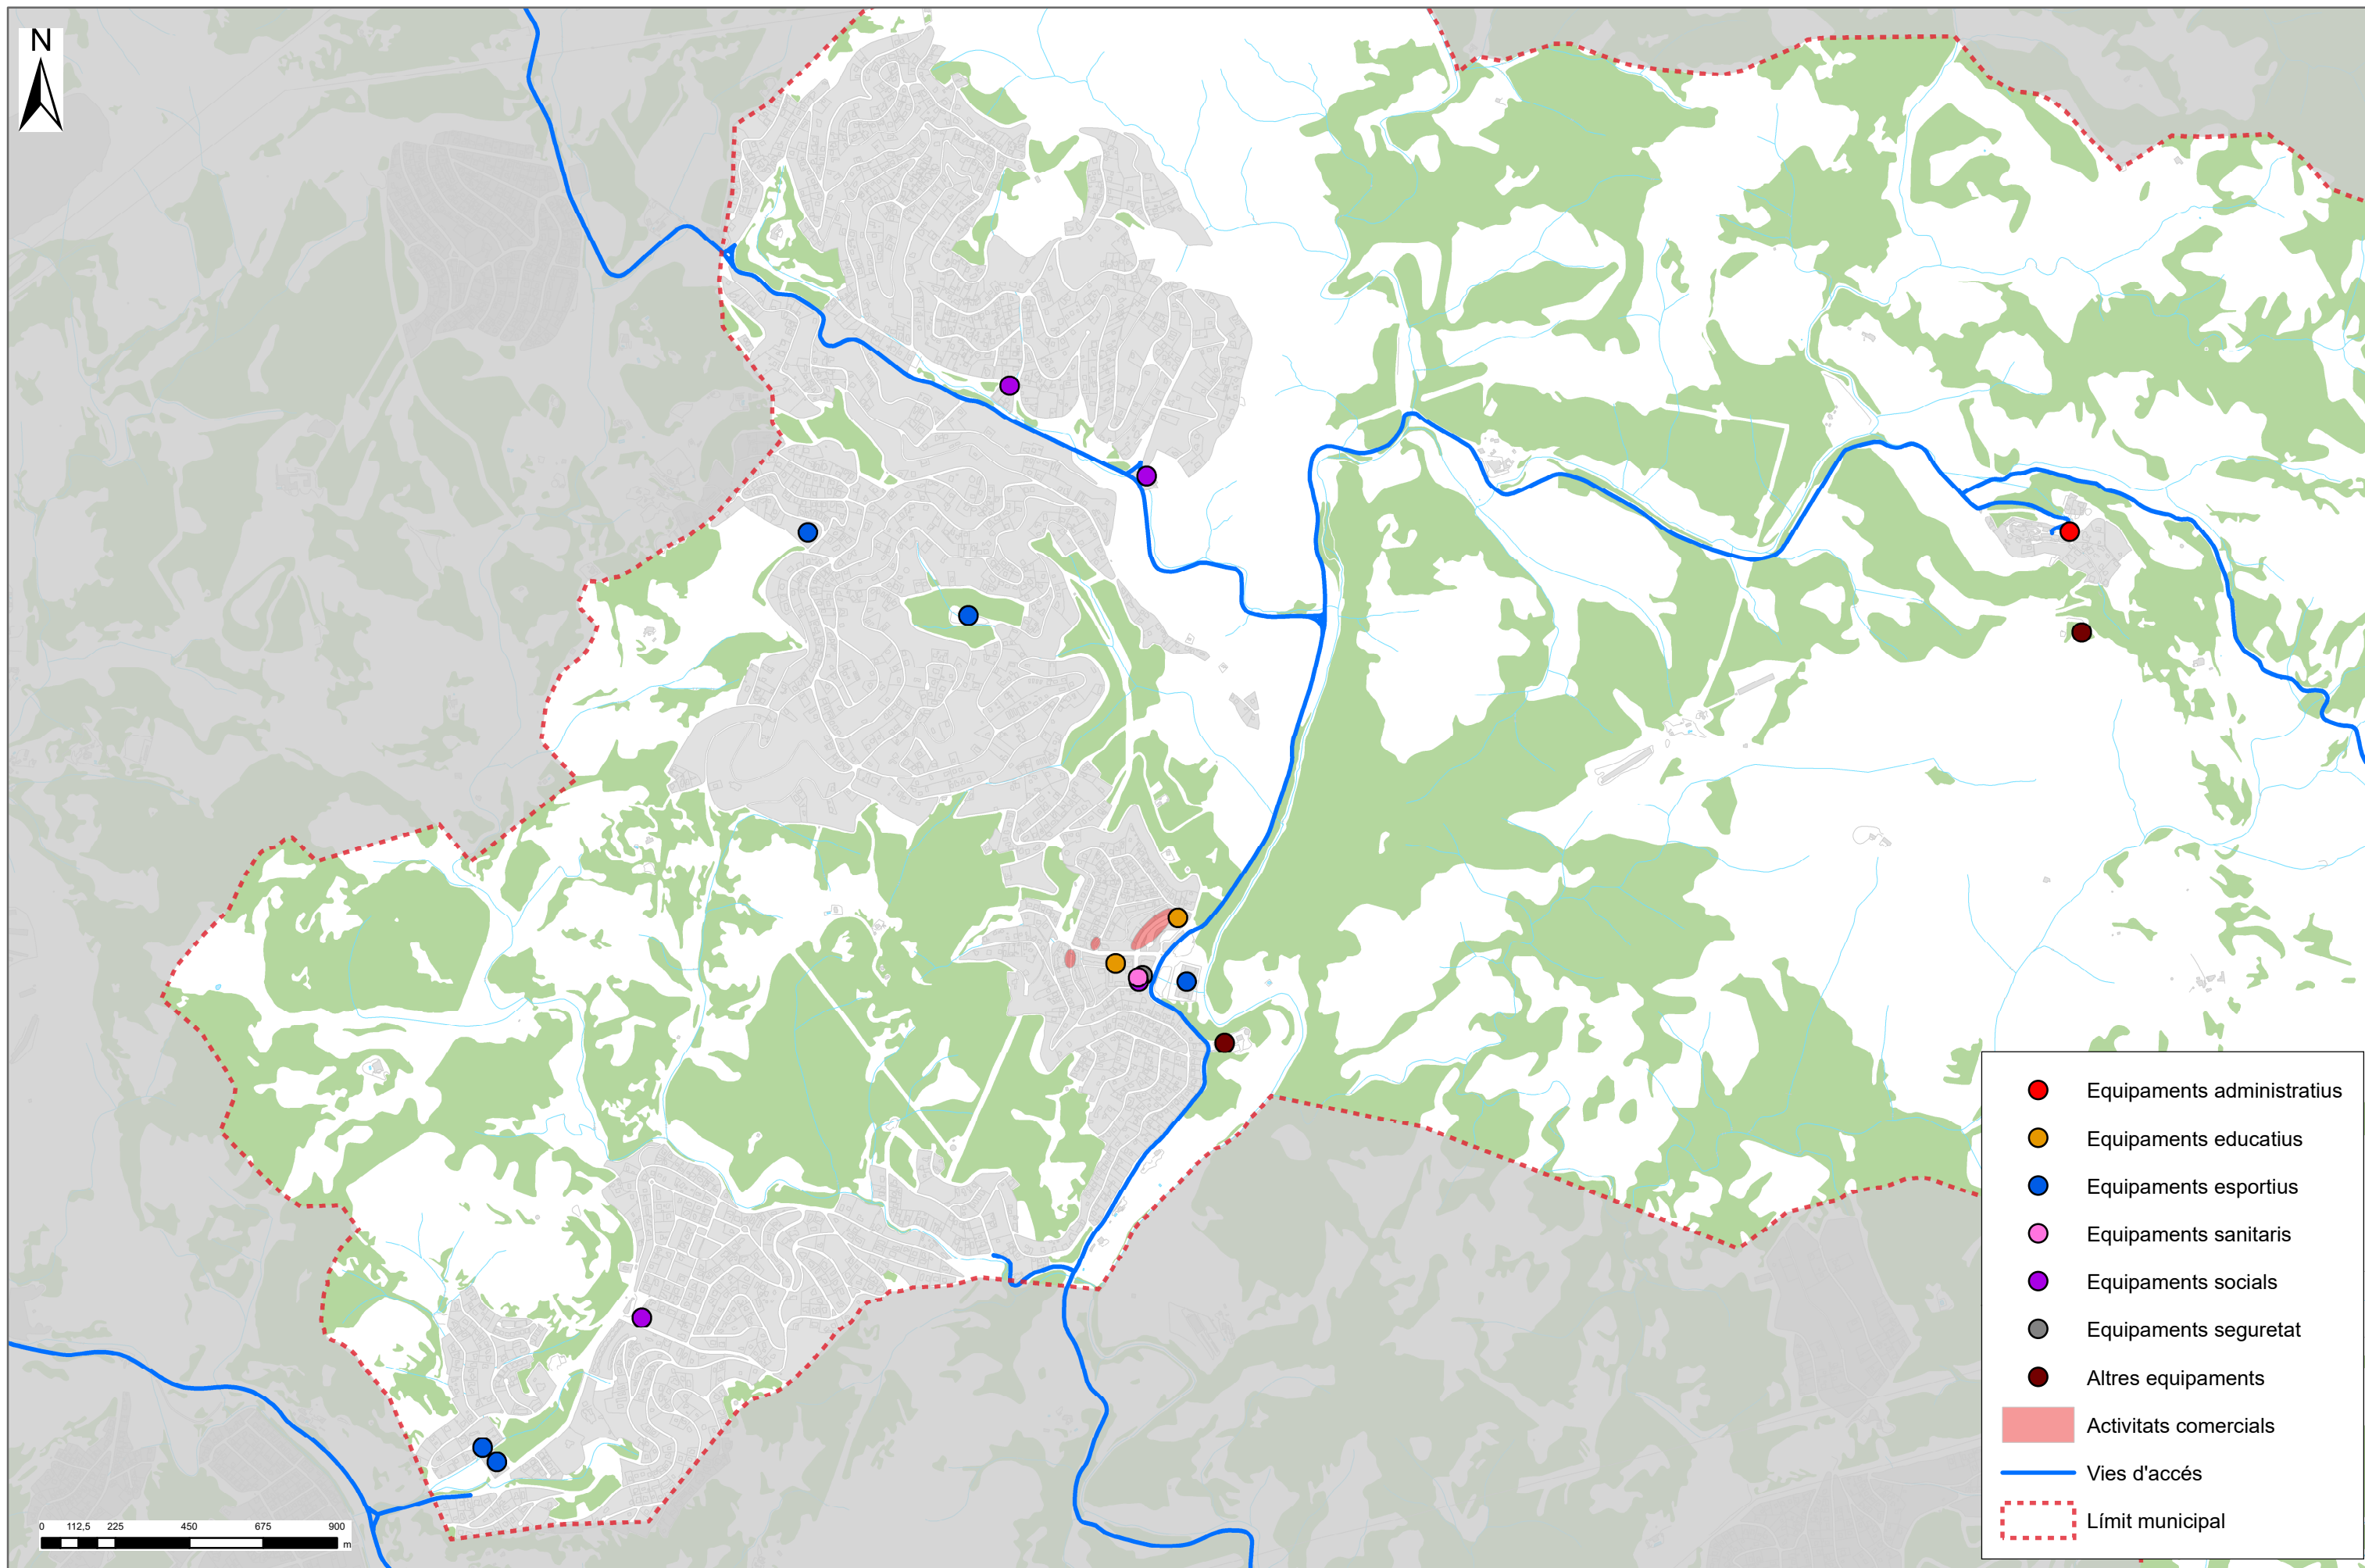 N
Equipaments administratius
Equipaments educatius
Equipaments esportius
Equipaments sanitaris
Equipaments socials
Equipaments seguretat
Altres equipaments
Activitats comercials
Vies d'accés
Límit municipal
0 112,5 225 450 675 900
m